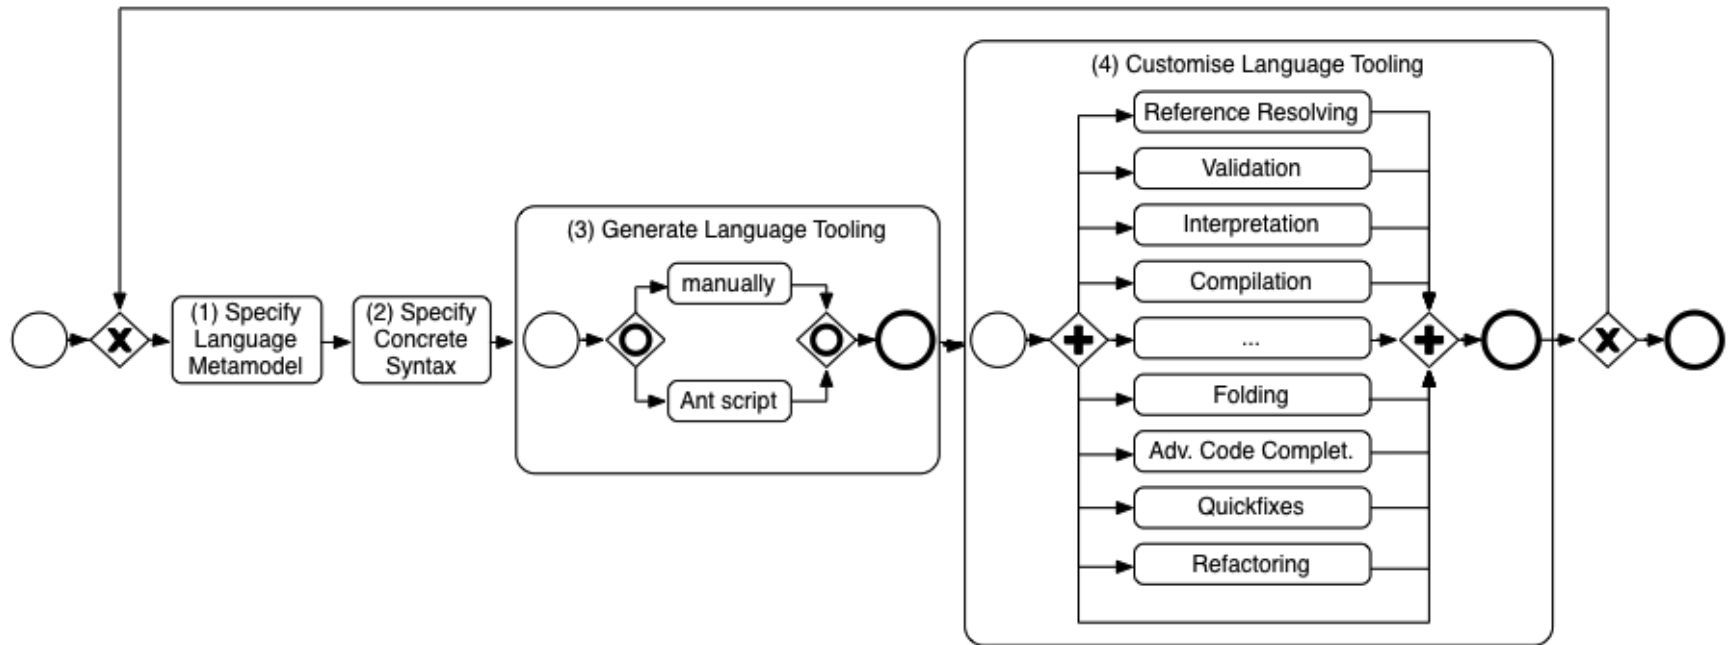 (4) Customise Language Tooling
Reference Resolving
Validation
Interpretation
Compilation
...
Folding
Adv. Code Complet.
Quickfixes
Refactoring
(3) Generate Language Tooling
manually
Ant script
(1) Specify
Language
Metamodel
(2) Specify
Concrete
Syntax